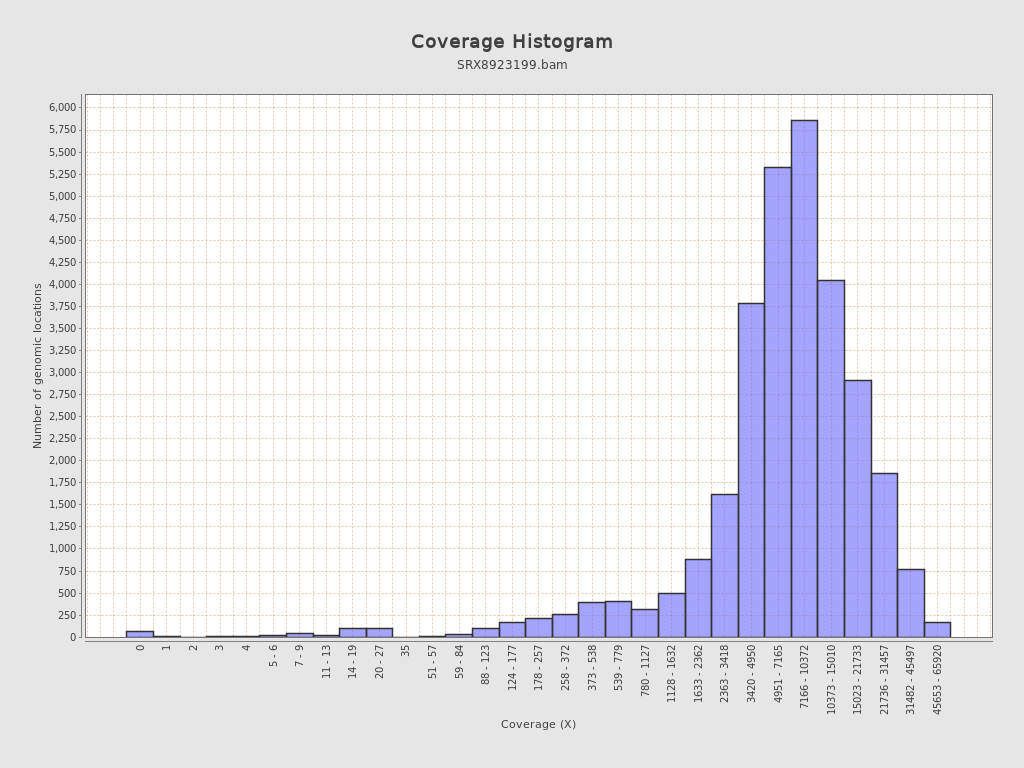 Coverage Histogram
SRX8923199.bam
Number of genomic locations
6,000
5,750
5,500
5,250
5,000
4,750
4,500
4,250
4,000
3,750
3,500
3,250
3,000
2,750
2,500
2,250
2,000
1,750
1,500
1,250
1,000
750
500
250
0
0
1
2
3
4
5 - 6
7 - 9
11 - 13
14 - 19
20 - 27
35
51 - 57
59 - 84
88 - 123
124 - 177
178 - 257
258 - 372
373 - 538
539 - 779
780 - 1127
1128 - 1632
1633 - 2362
2363 - 3418
3420 - 4950
4951 - 7165
7166 - 10372
10373 - 15010
15023 - 21733
21736 - 31457
31482 - 45497
45653 - 65920
Coverage (X)